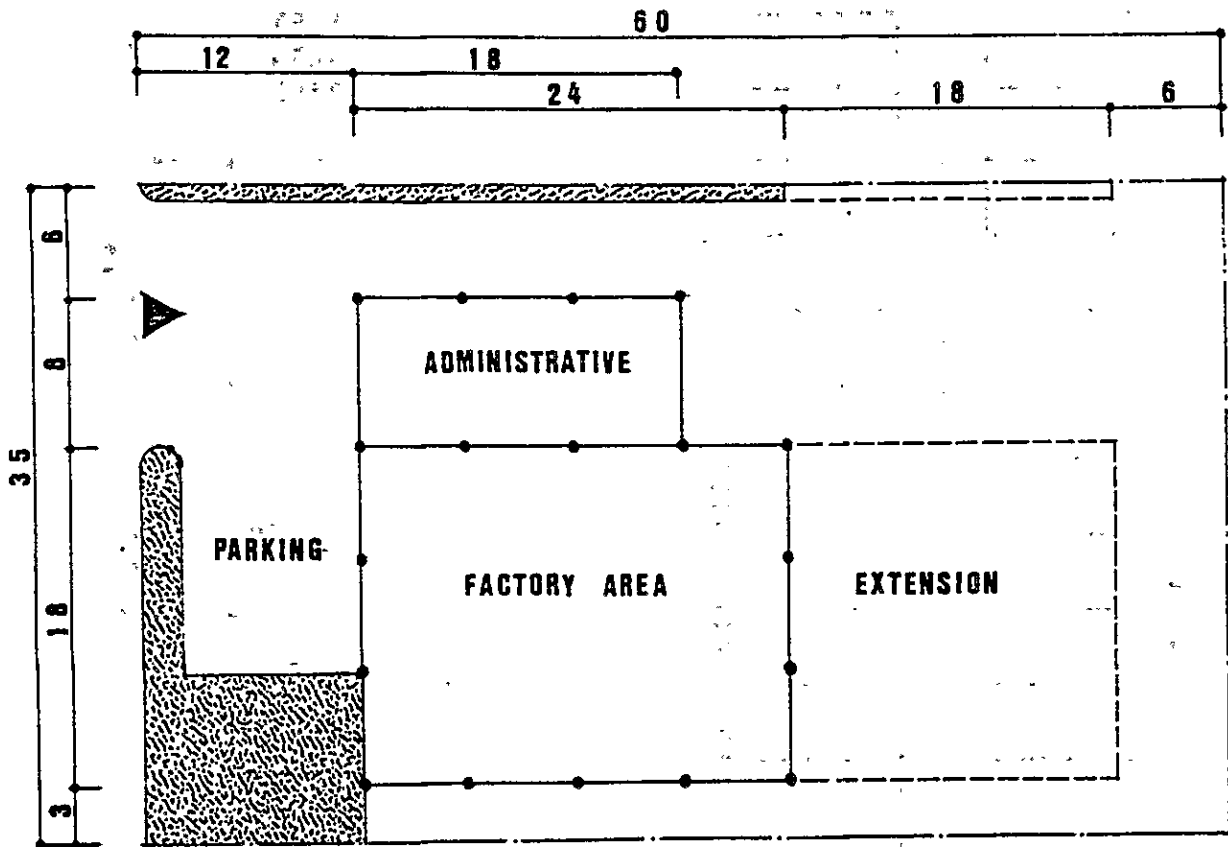 60
12 18
24 18 6
6
8
35
18
3
ADMINISTRATIVE
PARKING
FACTORY AREA
EXTENSION